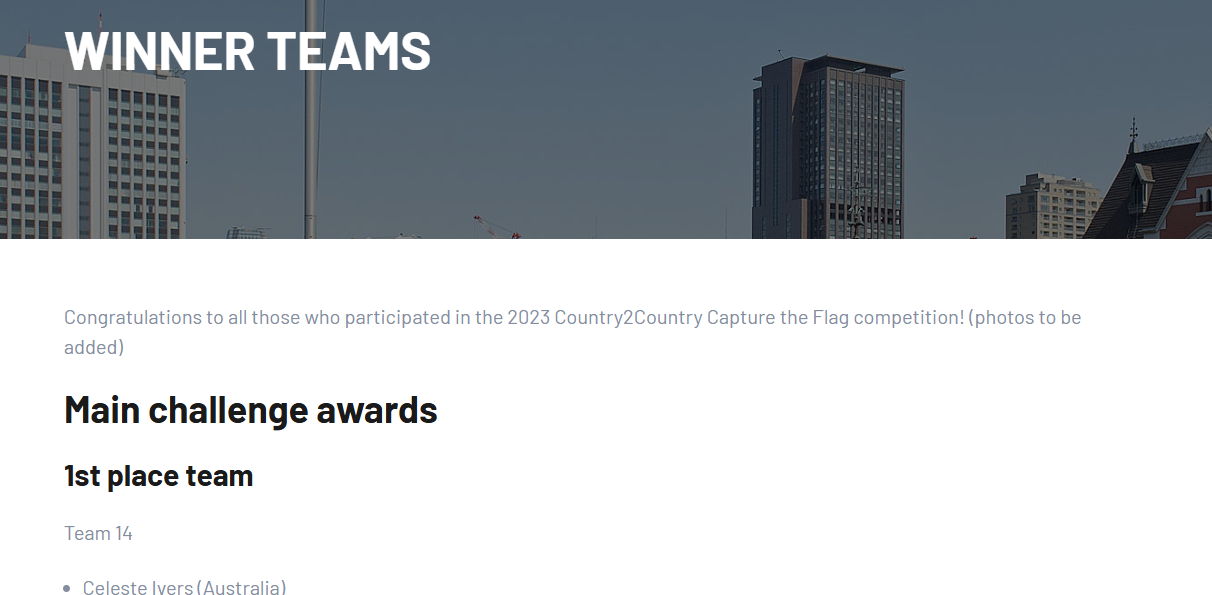 WINNER TEAMS
Congratulations to all those who participated in the 2023 Country2Country Capture the Flag competition! (photos to be
added)
Main challenge awards
1st place team
Team 14
Celeste Ivers (Australia)